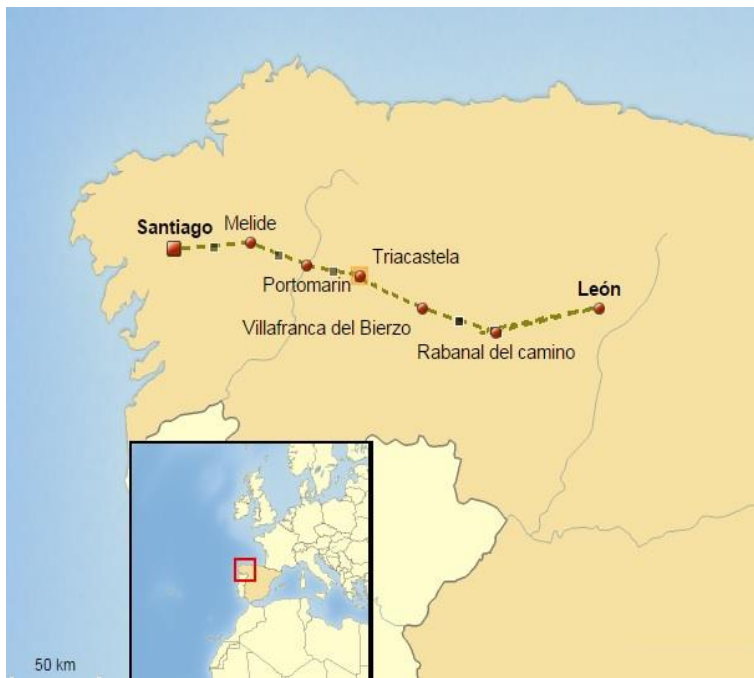 Santiago
Melide
Triacastela
Portomarin
León
Villafranca del Bierzo
Rabanal del camino
50 km